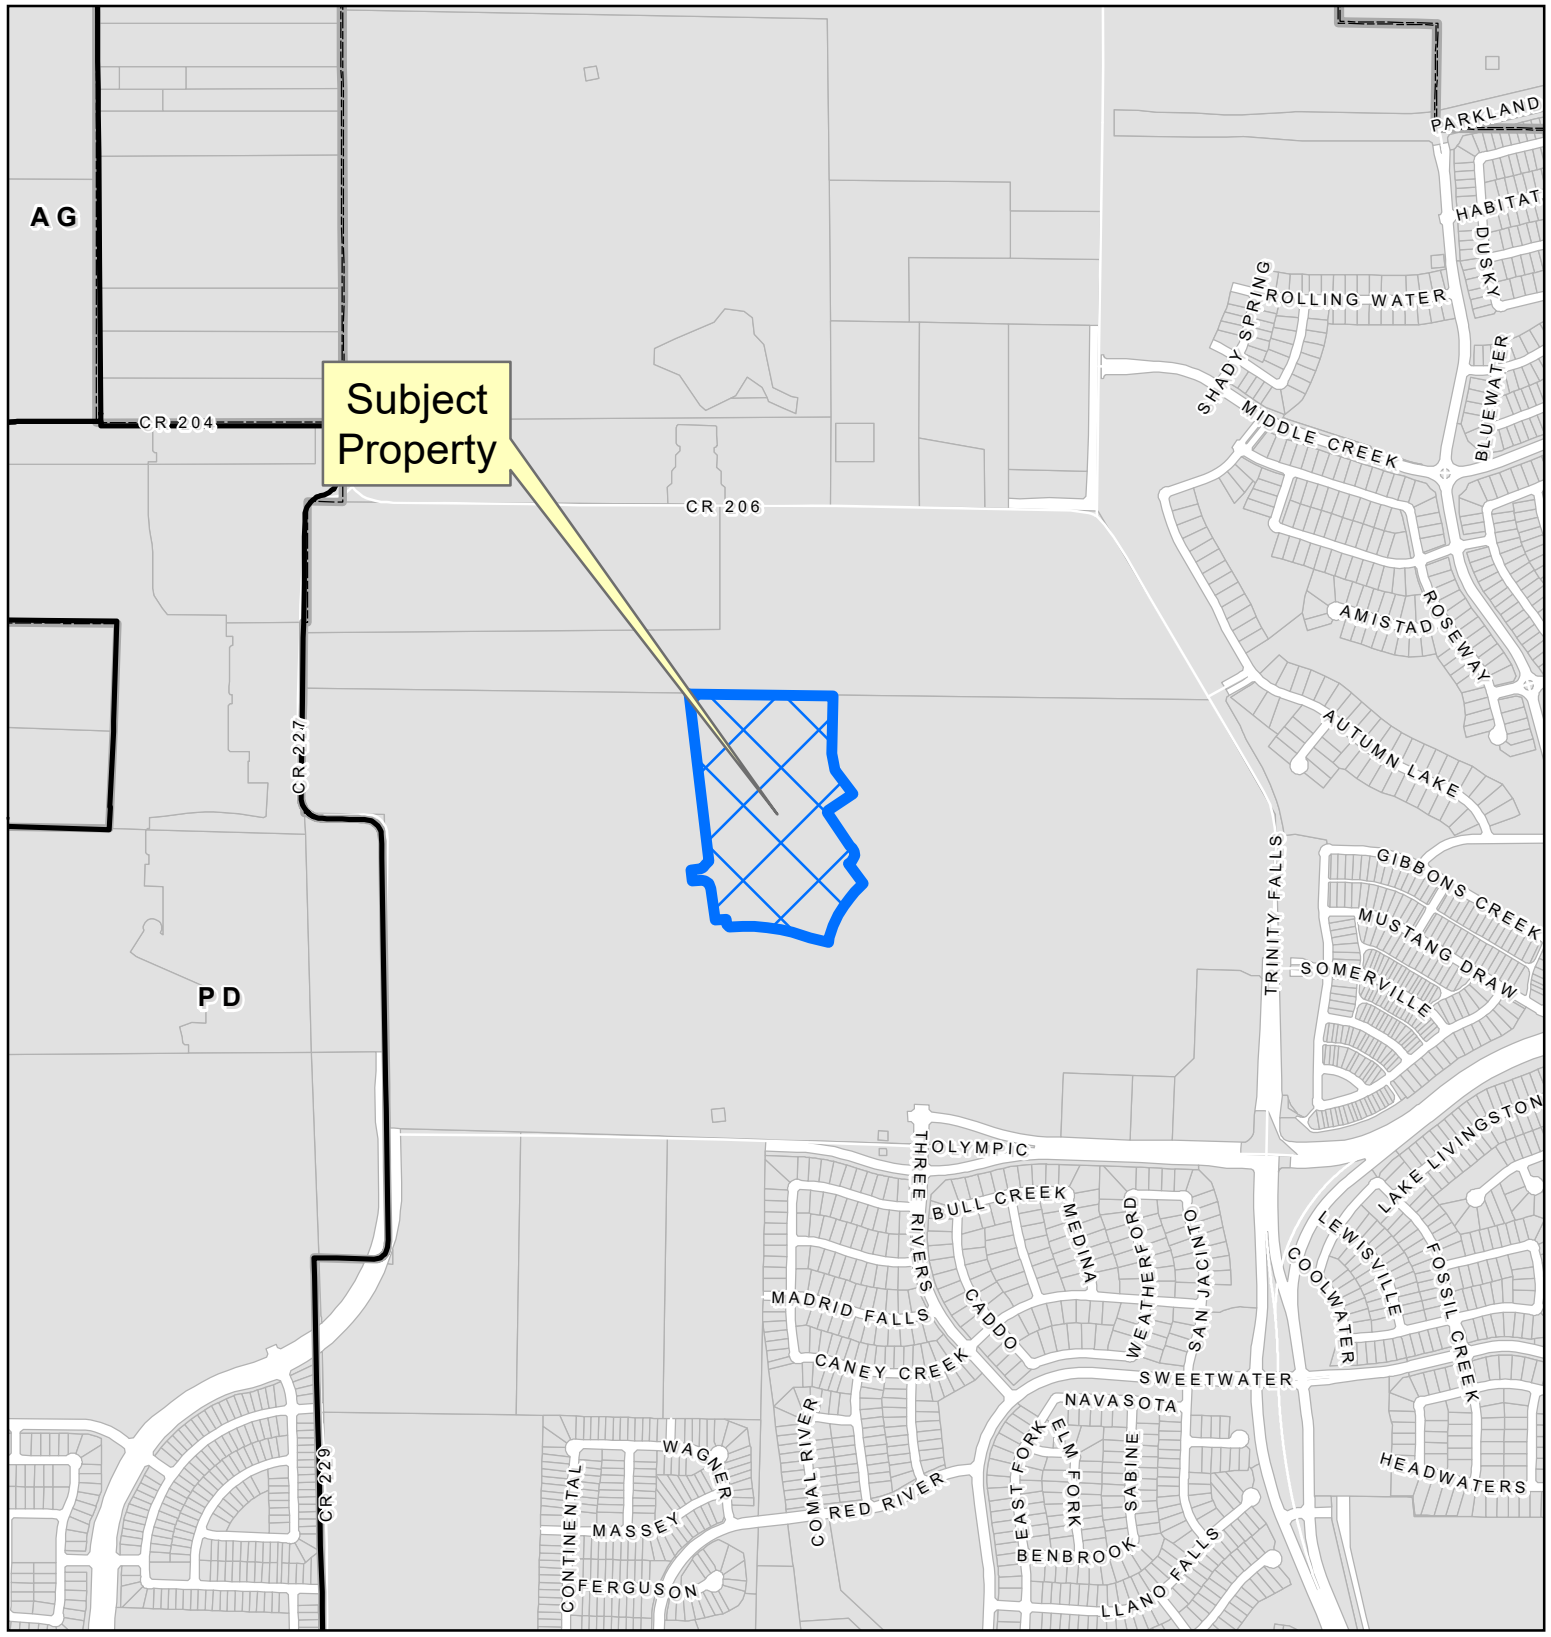 PARKLAND
HABITAT
DUSKY
AG
SHADY SPRING
ROLLING WATER
BLUEWATER
Subject
Property
CR 204
MIDDLE CREEK
CR 206
ROSEWAY
AMISTAD
CR 227
AUTUMN LAKE
TRINITY FALLS
GIBBONS CREEK
MUSTANG DRAW
SOMERVILLE
PD
LAKE LIVINGSTON
THREE RIVERS
OLYMPIC
BULL CREEK
MEDINA
WEATHERFORD
SAN JACINTO
LEWISVILLE
COOLWATER
FOSSIL CREEK
MADRID FALLS
CADDO
CANEY CREEK
SWEETWATER
NAVASOTA
COMAL RIVER
EAST FORK
ELM FORK
SABINE
WAGNER
CR 229
CONTINENTAL
HEADWATERS
RED RIVER
MASSEY
BENBROOK
FERGUSON
LLANO FALLS